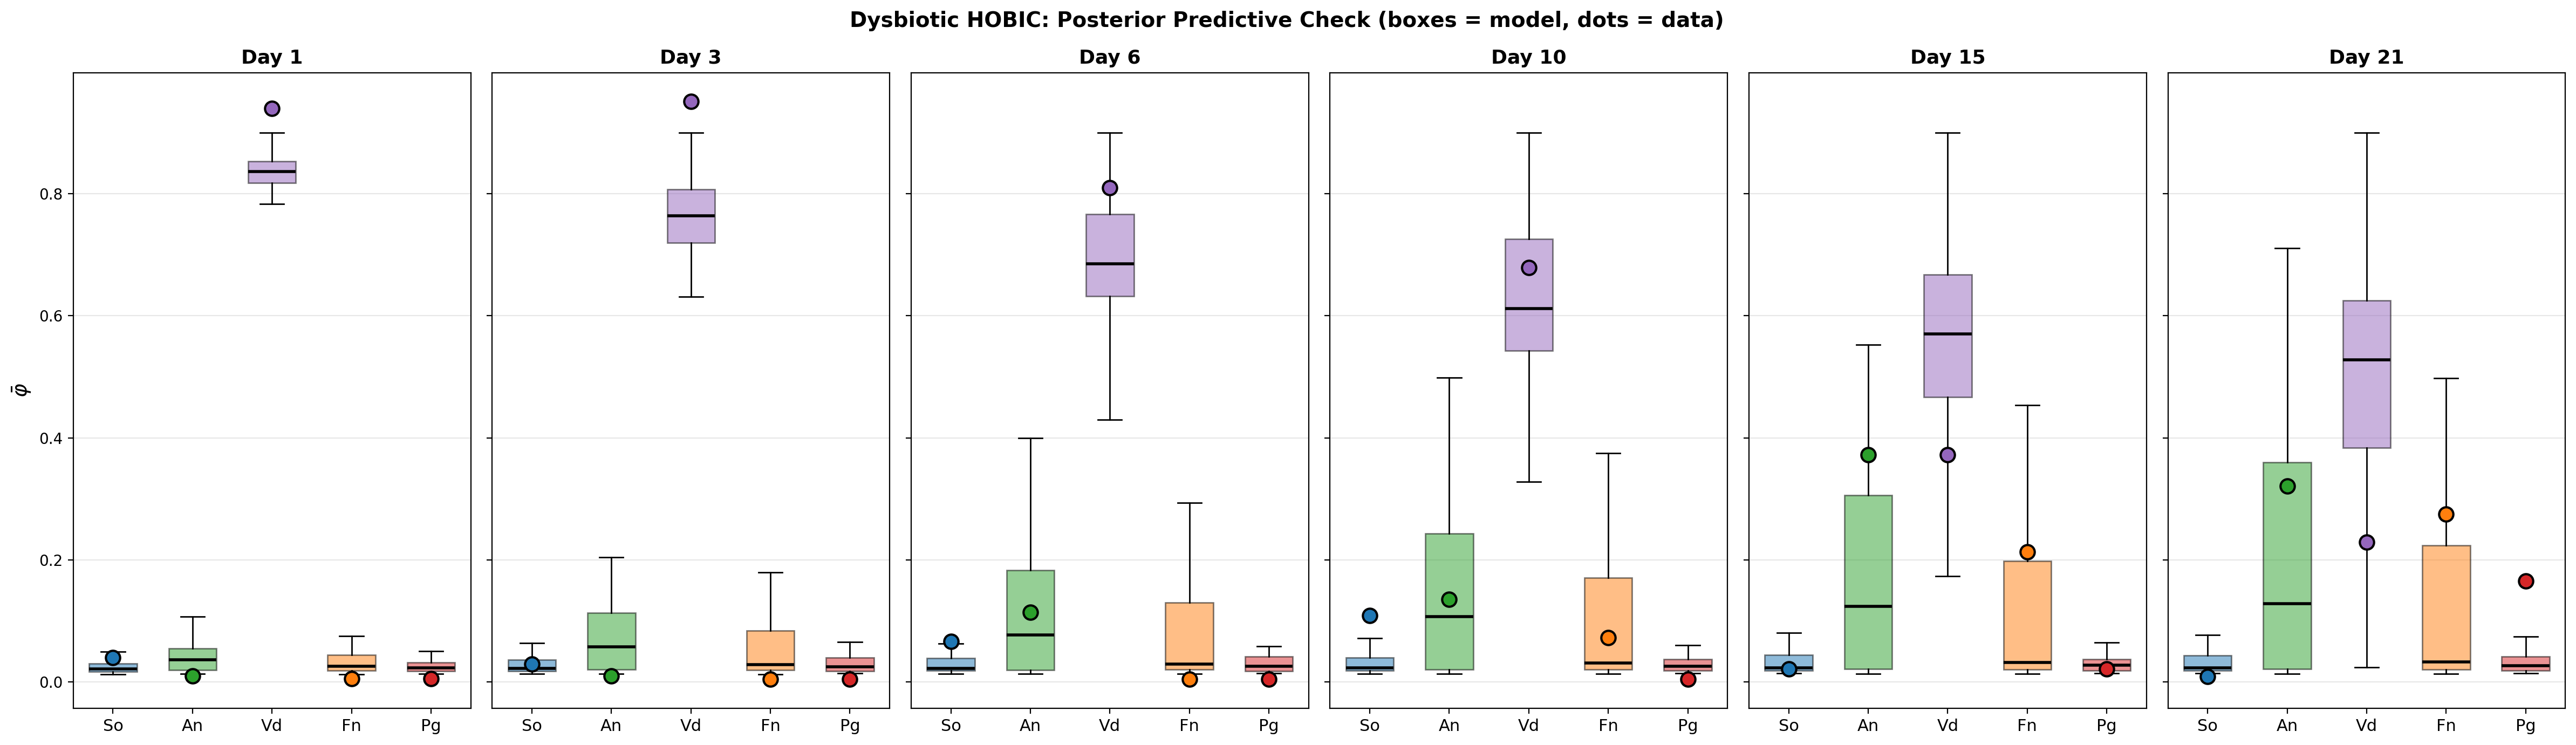 Dysbiotic HOBIC: Posterior Predictive Check (boxes = model, dots = data)
Day 1 Day 3 Day 6 Day 10 Day 15 Day 21
0.8
0.6
0.4
0.2
0.0
φ̄
So An Vd Fn Pg So An Vd Fn Pg So An Vd Fn Pg So An Vd Fn Pg So An Vd Fn Pg So An Vd Fn Pg